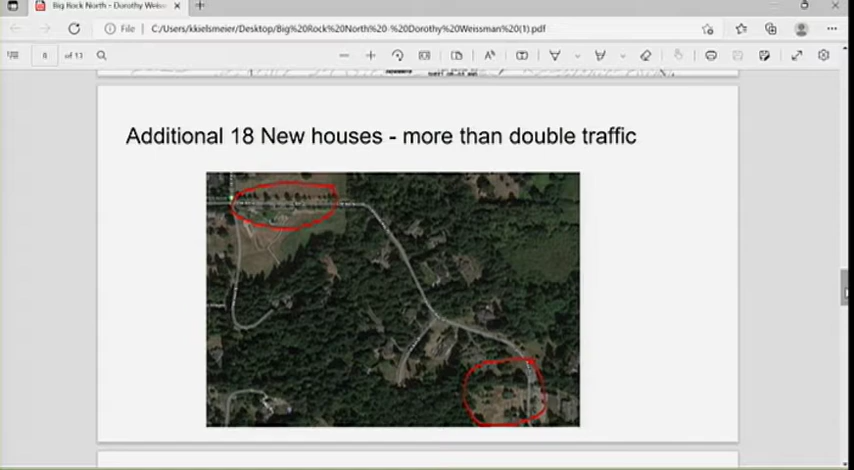 Big Rock North - Dorothy Weiss
File
C:/Users/kkielsmeier/Desktop/Big%20Rock%20North%20-%20Dorothy%20Weissman%20(1).pdf
8 of 13
Additional 18 New houses - more than double traffic